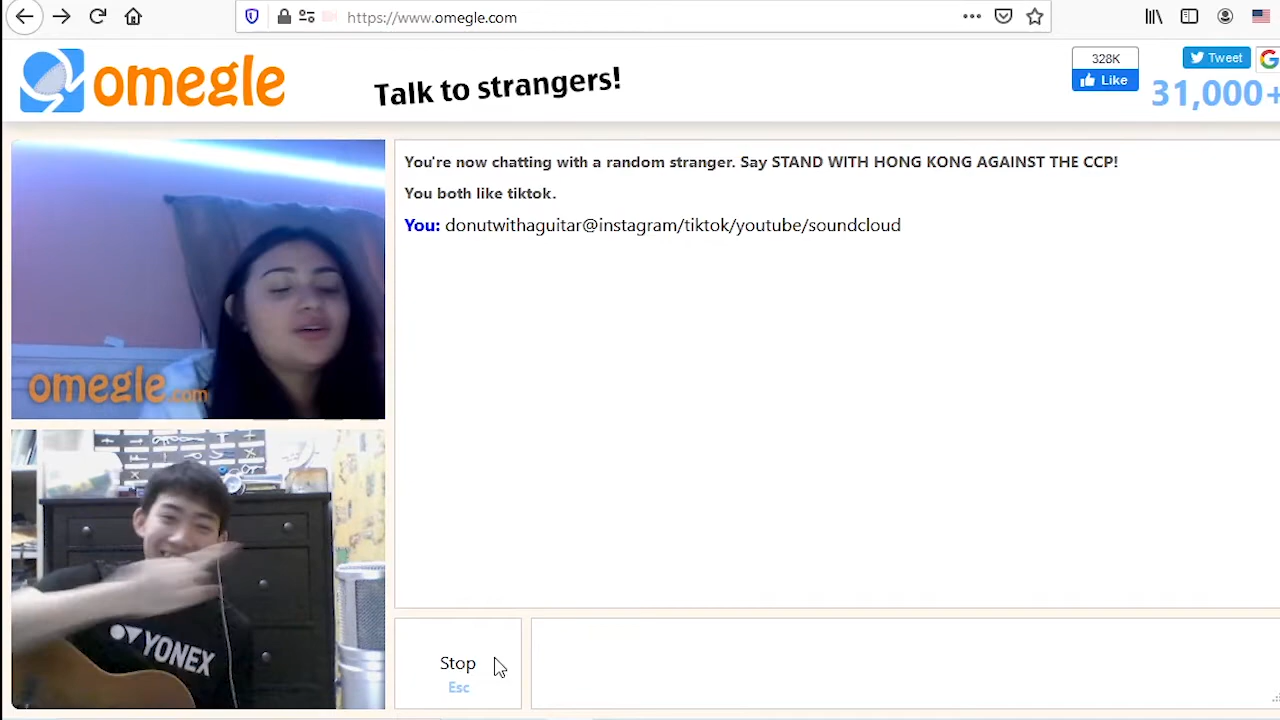 https://www.omegle.com
omegle
Talk to strangers!
328K
Like
Tweet
31,000+
You're now chatting with a random stranger. Say STAND WITH HONG KONG AGAINST THE CCP!
You both like tiktok.
You: donutwithaguitar@instagram/tiktok/youtube/soundcloud
omegle.com
YONEX
Stop
Esc